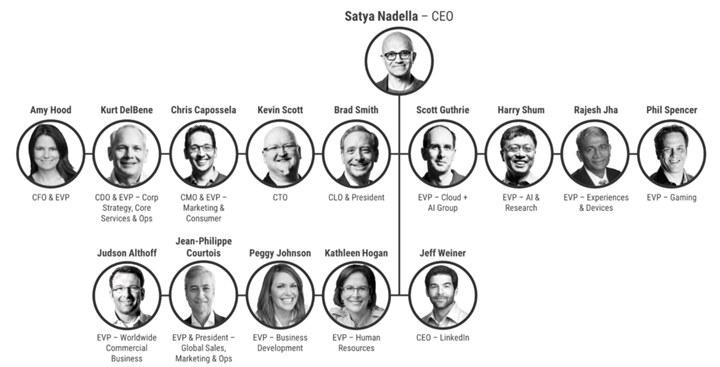 Satya Nadella – CEO
Amy Hood
Kurt DelBene
Chris Capossela
Kevin Scott
Brad Smith
Scott Guthrie
Harry Shum
Rajesh Jha
Phil Spencer
CFO & EVP
CDO & EVP – Corp
Strategy, Core
Services & Ops
CMO & EVP –
Marketing &
Consumer
CTO
CLO & President
EVP – Cloud +
AI Group
EVP – AI &
Research
EVP – Experiences
& Devices
EVP – Gaming
Judson Althoff
Jean-Philippe
Courtois
Peggy Johnson
Kathleen Hogan
Jeff Weiner
EVP – Worldwide
Commercial
Business
EVP & President –
Global Sales,
Marketing & Ops
EVP – Business
Development
EVP – Human
Resources
CEO – LinkedIn